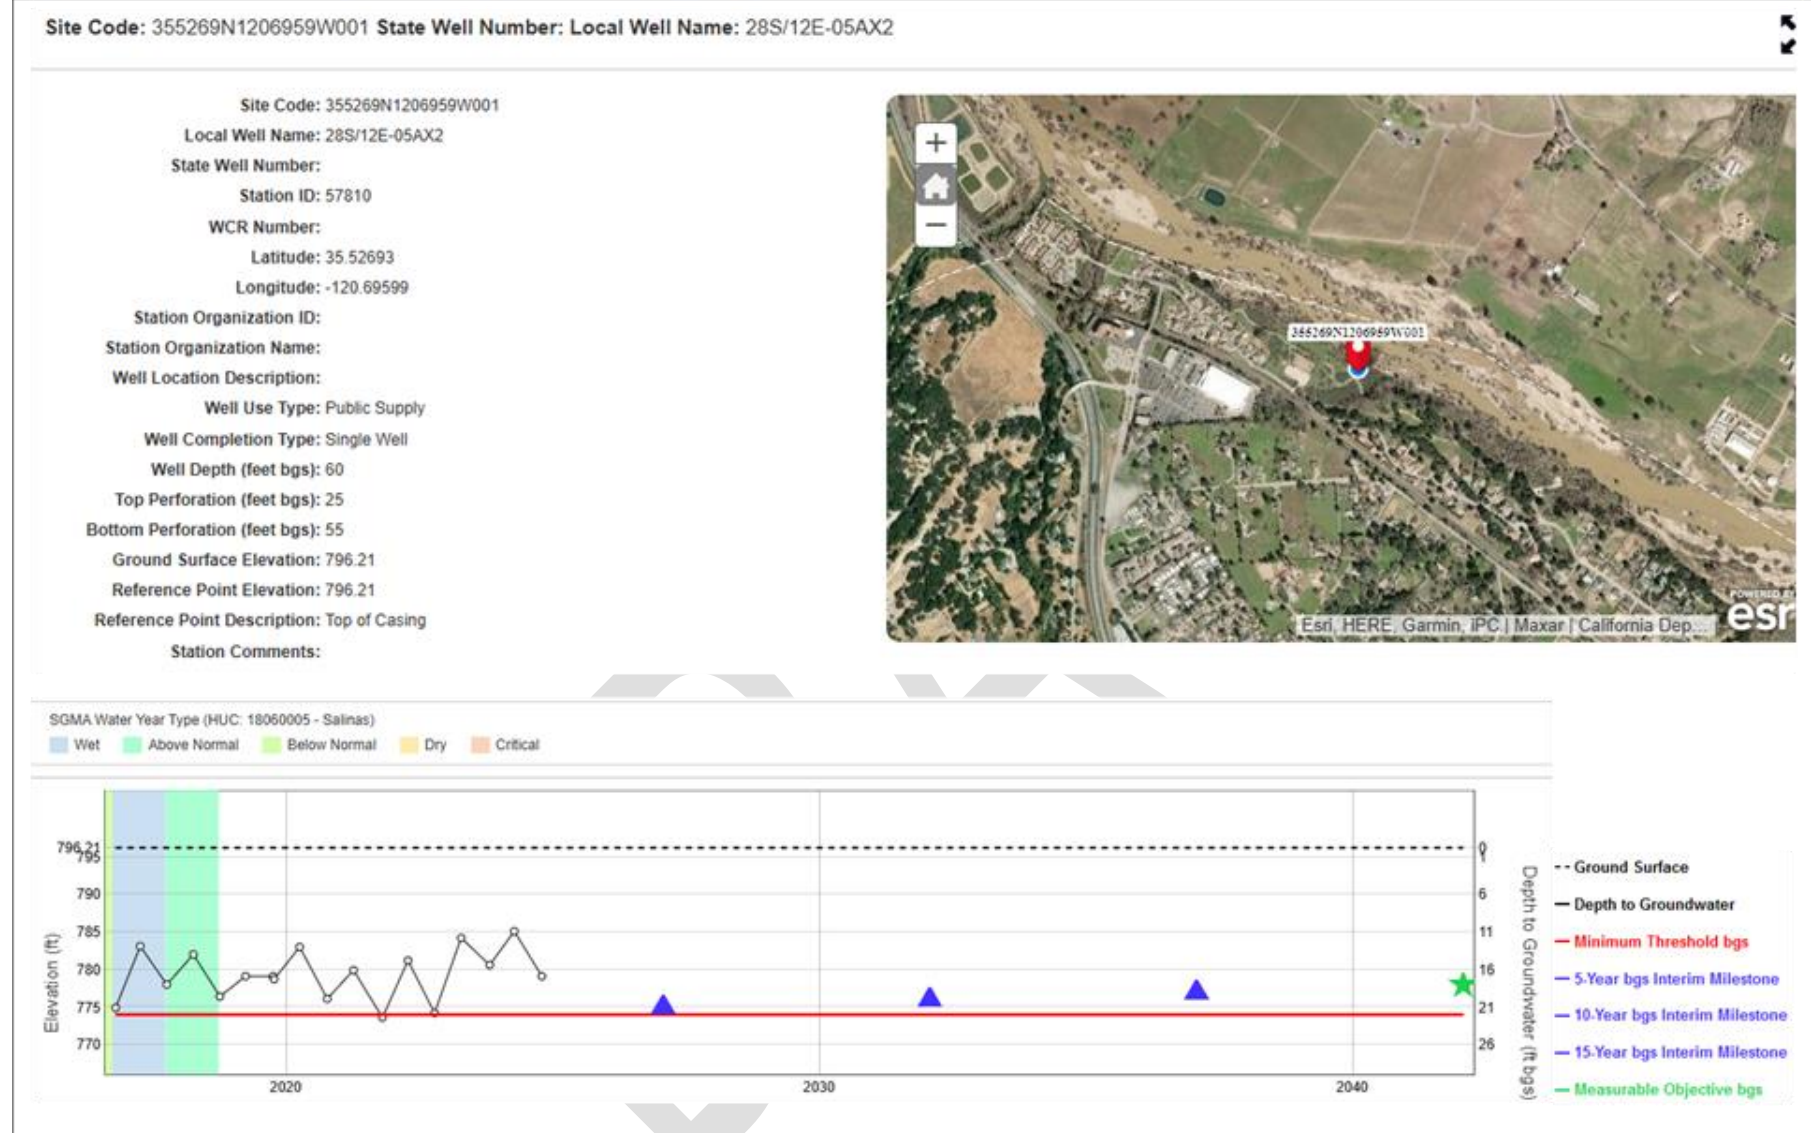 Site Code: 355269N1206959W001 State Well Number: Local Well Name: 28S/12E-05AX2
Site Code: 355269N1206959W001
Local Well Name: 28S/12E-05AX2
State Well Number:
Station ID: 57810
WCR Number:
Latitude: 35.52693
Longitude: -120.69599
Station Organization ID:
Station Organization Name:
Well Location Description:
Well Use Type: Public Supply
Well Completion Type: Single Well
Well Depth (feet bgs): 60
Top Perforation (feet bgs): 25
Bottom Perforation (feet bgs): 55
Ground Surface Elevation: 796.21
Reference Point Elevation: 796.21
Reference Point Description: Top of Casing
Station Comments:
+
−
355269N1206959W001
POWERED BY
esri
Esri, HERE, Garmin, iPC | Maxar | California Dep...
SGMA Water Year Type (HUC: 18060005 - Salinas)
Wet Above Normal Below Normal Dry Critical
Elevation (ft)
796.21
795
790
785
780
775
770
2020 2030 2040
0
1
6
11
16
21
26
Depth to Groundwater (ft bgs)
Ground Surface
Depth to Groundwater
Minimum Threshold bgs
5-Year bgs Interim Milestone
10-Year bgs Interim Milestone
15-Year bgs Interim Milestone
Measurable Objective bgs